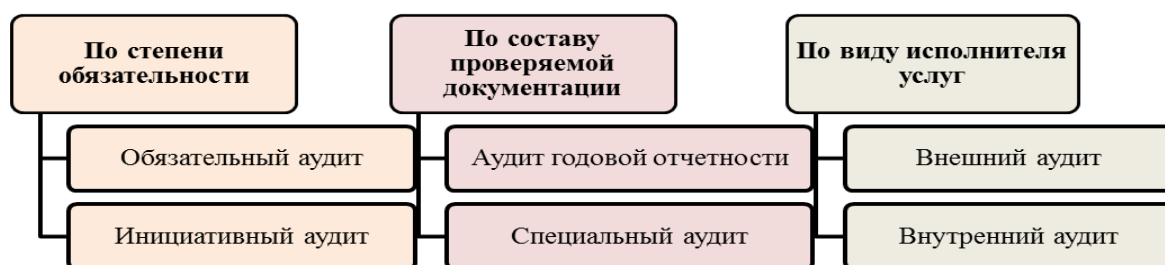 По степени
обязательности
По составу
проверяемой
документации
По виду исполнителя
услуг
Обязательный аудит
Аудит годовой отчетности
Внешний аудит
Инициативный аудит
Специальный аудит
Внутренний аудит